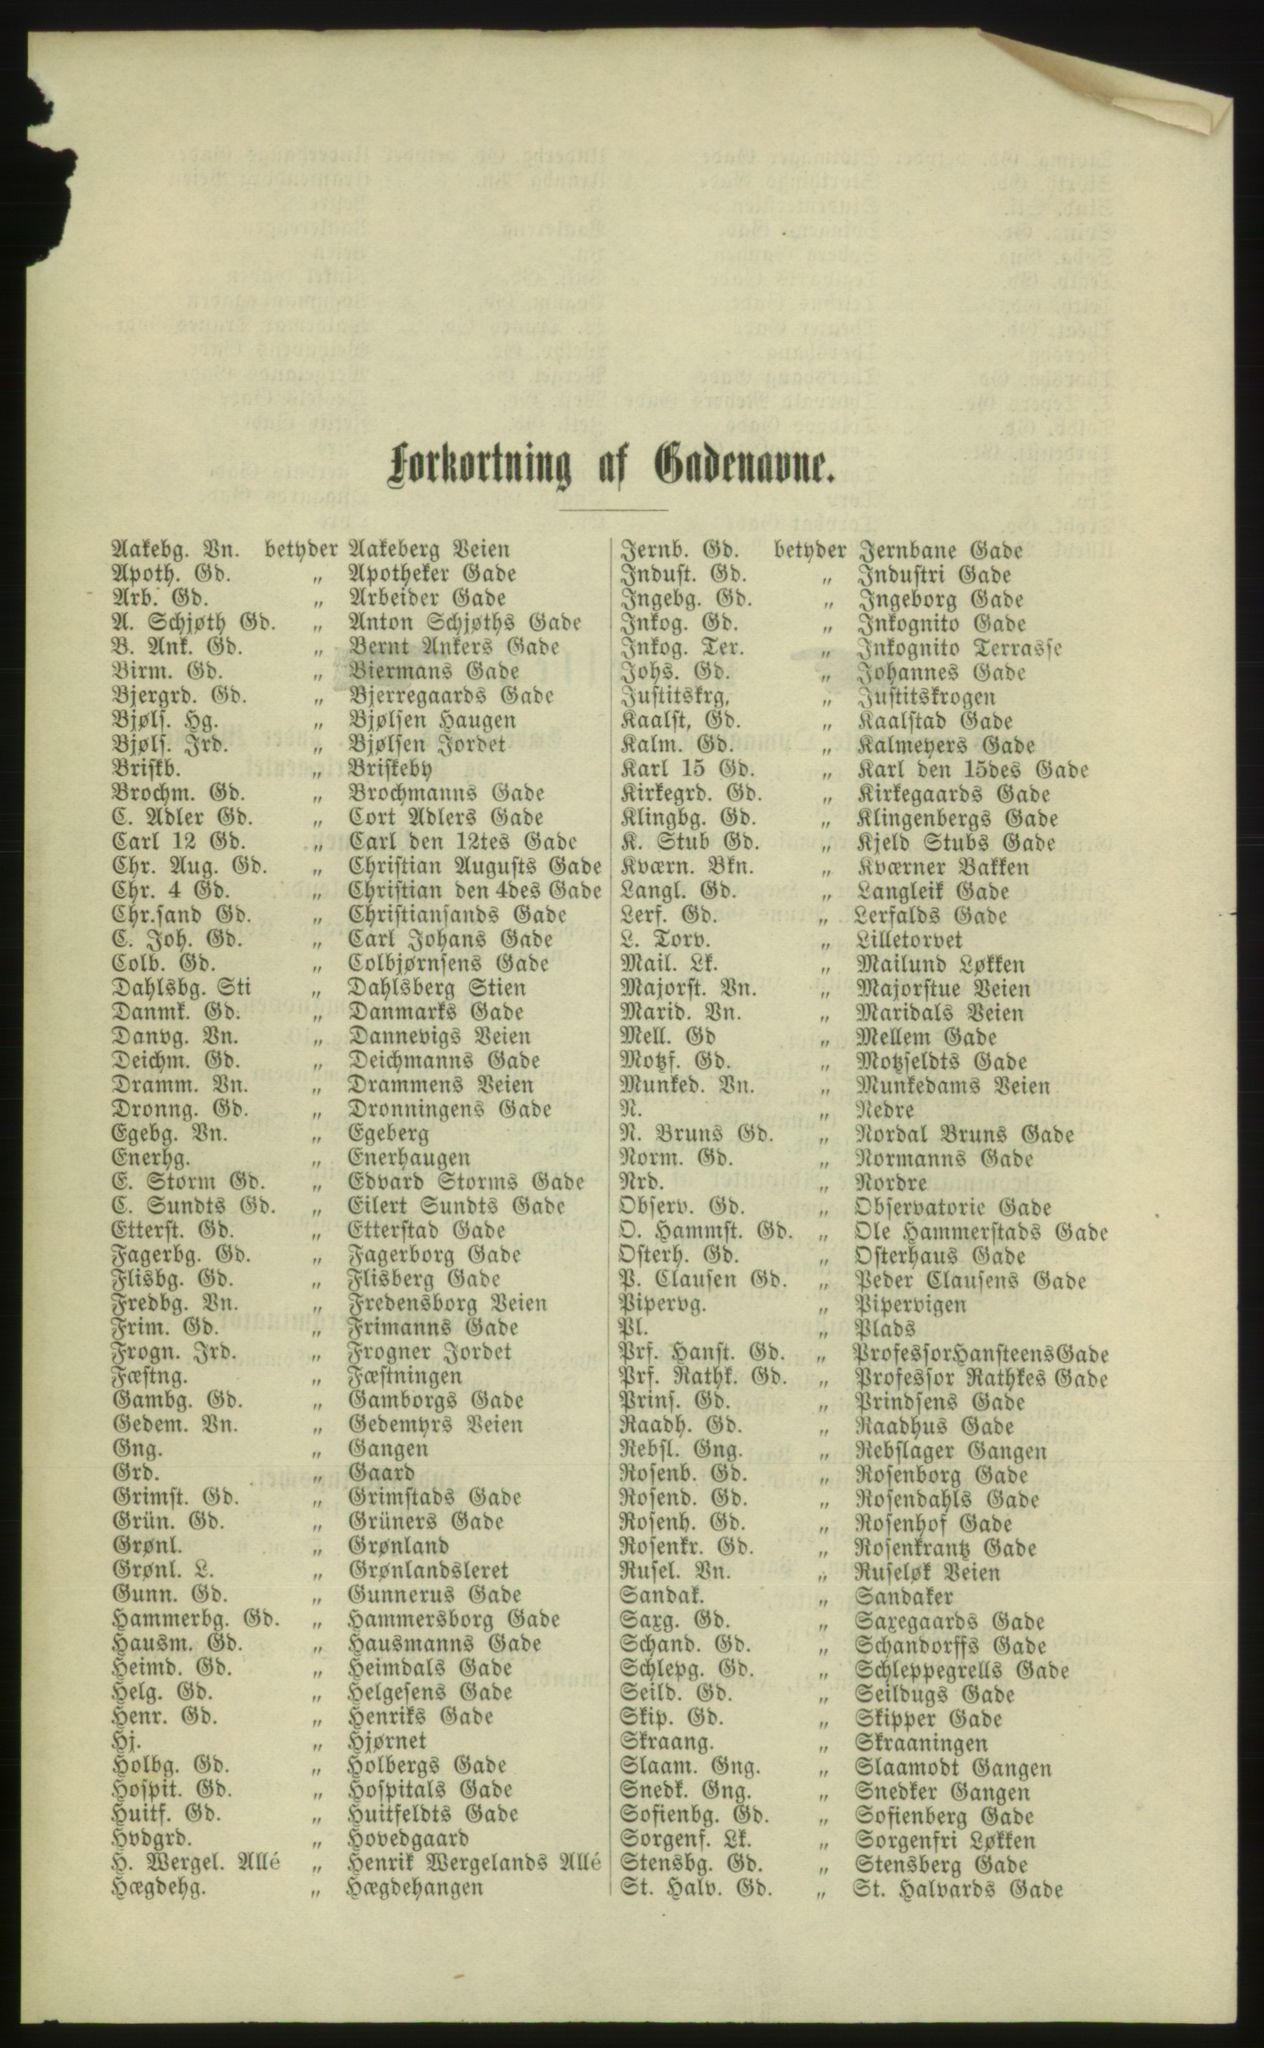 Forkortning af Gadenavne.
Aakebg. Vn. betyder Aakeberg Veien
Apoth. Gd. „ Apotheker Gade
Arb. Gd. „ Arbeider Gade
A. Schjøth Gd. „ Anton Schjøths Gade
B. Ank. Gd. „ Bernt Ankers Gade
Birm. Gd. „ Biermans Gade
Bjergrd. Gd. „ Bjerregaards Gade
Bjøls. Hg. „ Bjølsen Haugen
Bjøls. Jrd. „ Bjølsen Jordet
Briskb. „ Briskeby
Brochm. Gd. „ Brochmanns Gade
C. Adler Gd. „ Cort Adlers Gade
Carl 12 Gd. „ Carl den 12tes Gade
Chr. Aug. Gd. „ Christian Augusts Gade
Chr. 4 Gd. „ Christian den 4des Gade
Chr.sand Gd. „ Christiansands Gade
C. Joh. Gd. „ Carl Johans Gade
Colb. Gd. „ Colbjørnsens Gade
Dahlsbg. Sti „ Dahlsberg Stien
Danmk. Gd. „ Danmarks Gade
Danvg. Vn. „ Dannevigs Veien
Deichm. Gd. „ Deichmanns Gade
Dramm. Vn. „ Drammens Veien
Dronng. Gd. „ Dronningens Gade
Egebg. Vn. „ Egeberg
Enerhg. „ Enerhaugen
E. Storm Gd. „ Edvard Storms Gade
C. Sundts Gd. „ Eilert Sundts Gade
Etterst. Gd. „ Etterstad Gade
Fagerbg. Gd. „ Fagerborg Gade
Flisbg. Gd. „ Flisberg Gade
Fredbg. Vn. „ Fredensborg Veien
Frim. Gd. „ Frimanns Gade
Frogn. Jrd. „ Frogner Jordet
Fæstng. „ Fæstningen
Gambg. Gd. „ Gamborgs Gade
Gedem. Vn. „ Gedemyrs Veien
Gng. „ Gangen
Grd. „ Gaard
Grimst. Gd. „ Grimstads Gade
Grün. Gd. „ Grüners Gade
Grønl. „ Grønland
Grønl. L. „ Grønlandsleret
Gunn. Gd. „ Gunnerus Gade
Hammerbg. Gd. „ Hammersborg Gade
Hausm. Gd. „ Hausmanns Gade
Heimd. Gd. „ Heimdals Gade
Helg. Gd. „ Helgesens Gade
Henr. Gd. „ Henriks Gade
Hj. „ Hjørnet
Holbg. Gd. „ Holbergs Gade
Hospit. Gd. „ Hospitals Gade
Huitf. Gd. „ Huitfeldts Gade
Hvdgrd. „ Hovedgaard
H. Wergel. Allé „ Henrik Wergelands Allé
Hægdehg. „ Hægdehangen
Jernb. Gd. betyder Jernbane Gade
Indust. Gd. „ Industri Gade
Ingebg. Gd. „ Ingeborg Gade
Inkog. Gd. „ Inkognito Gade
Inkog. Ter. „ Inkognito Terrasse
Johs. Gd. „ Johannes Gade
Justitskrg, „ Justitskrogen
Kaalst, Gd. „ Kaalstad Gade
Kalm. Gd. „ Kalmeyers Gade
Karl 15 Gd. „ Karl den 15des Gade
Kirkegrd. Gd. „ Kirkegaards Gade
Klingbg. Gd. „ Klingenbergs Gade
K. Stub Gd. „ Kjeld Stubs Gade
Kværn. Bkn. „ Kværner Bakken
Langl. Gd. „ Langleik Gade
Lerf. Gd. „ Lerfalds Gade
L. Torv. „ Lilletorvet
Mail. Lk. „ Mailund Løkken
Majorst. Vn. „ Majorstue Veien
Marid. Vn. „ Maridals Veien
Mell. Gd „ Mellem Gade
Motzf. Gd. „ Motzfeldts Gade
Munked. Vn. „ Munkedams Veien
N. „ Nedre
N. Bruns Gd. „ Nordal Bruns Gade
Norm. Gd. „ Normanns Gade
Nrd. „ Nordre
Observ. Gd. „ Observatorie Gade
O. Hammst. Gd. „ Ole Hammerstads Gade
Osterh. Gd. „ Osterhaus Gade
P. Clausen Gd. „ Peder Clausens Gade
Pipervg. „ Pipervigen
Pl. „ Plads
Prf. Hanst. Gd. „ ProfessorHansteensGade
Prf. Rathk. Gd. „ Professor Rathkes Gade
Prins. Gd. „ Prindsens Gade
Raadh. Gd. „ Raadhus Gade
Rebsl. Gng. „ Rebslager Gangen
Rosenb. Gd. „ Rosenborg Gade
Rosend. Gd. „ Rosendahls Gade
Rosenh. Gd. „ Rosenhof Gade
Rosenkr. Gd. „ Rosenkrantz Gade
Rusel. Vn. „ Ruseløk Veien
Sandak. „ Sandaker
Saxg. Gd. „ Saxegaards Gade
Schand. Gd. „ Schandorffs Gade
Schlepg. Gd. „ Schleppegrells Gade
Seild. Gd. „ Seildugs Gade
Skip. Gd. „ Skipper Gade
Skraang. „ Skraaningen
Slaam. Gng. „ Slaamodt Gangen
Snedk. Gng. „ Snedker Gangen
Sofienbg. Gd. „ Sofienberg Gade
Sorgenf. Lk. „ Sorgenfri Løkken
Stensbg. Gd. „ Stensberg Gade
St. Halv. Gd. „ St. Halvards Gade